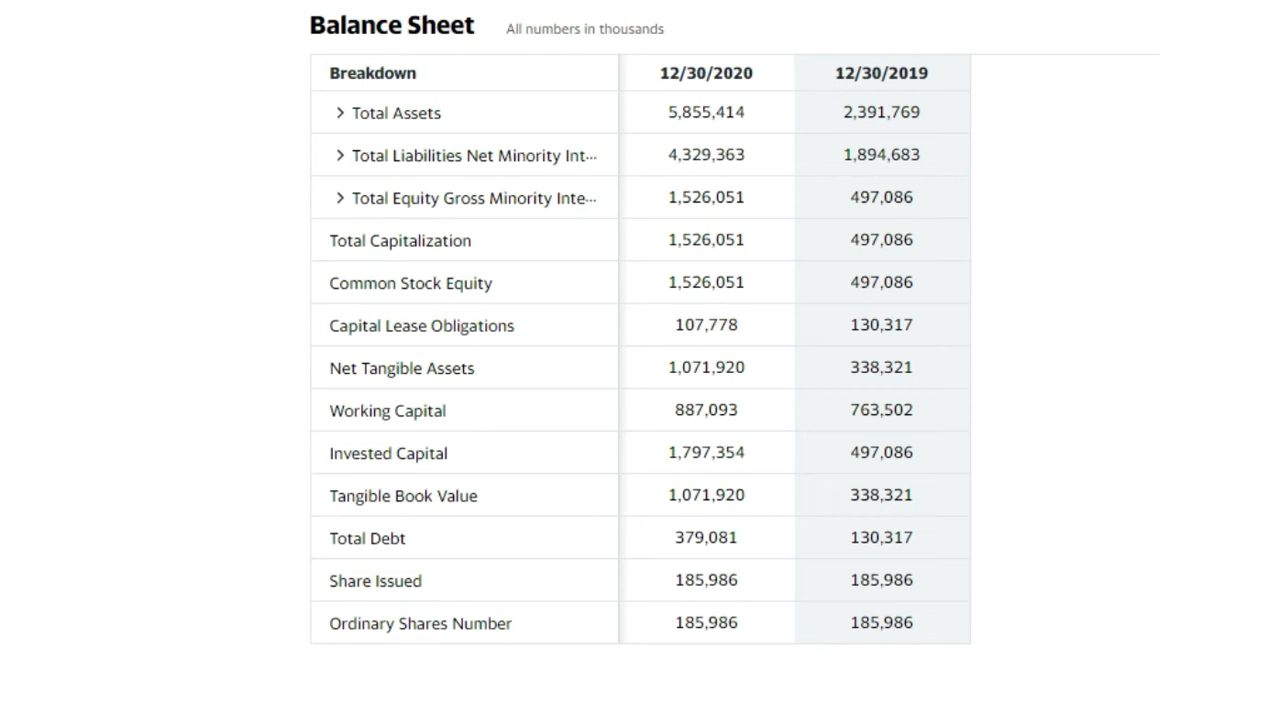 Balance Sheet All numbers in thousands
Breakdown 12/30/2020 12/30/2019
> Total Assets 5,855,414 2,391,769
> Total Liabilities Net Minority Int... 4,329,363 1,894,683
> Total Equity Gross Minority Inte... 1,526,051 497,086
Total Capitalization 1,526,051 497,086
Common Stock Equity 1,526,051 497,086
Capital Lease Obligations 107,778 130,317
Net Tangible Assets 1,071,920 338,321
Working Capital 887,093 763,502
Invested Capital 1,797,354 497,086
Tangible Book Value 1,071,920 338,321
Total Debt 379,081 130,317
Share Issued 185,986 185,986
Ordinary Shares Number 185,986 185,986